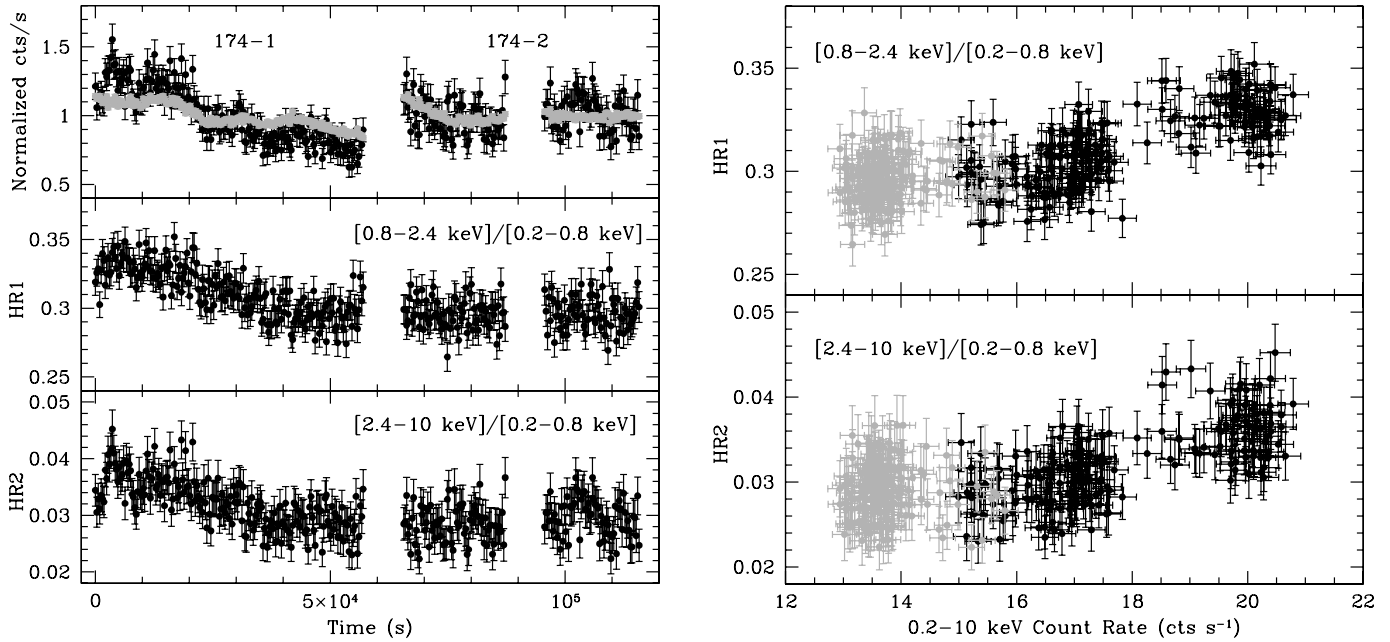 Normalized cts/s
1.5
1
0.5
174−1
174−2
HR1
0.35
0.3
0.25
[0.8−2.4 keV]/[0.2−0.8 keV]
HR2
0.05
0.04
0.03
0.02
[2.4−10 keV]/[0.2−0.8 keV]
0
5×10⁴
10⁵
Time (s)
HR1
0.35
0.3
0.25
[0.8−2.4 keV]/[0.2−0.8 keV]
HR2
0.05
0.04
0.03
0.02
[2.4−10 keV]/[0.2−0.8 keV]
12
14
16
18
20
22
0.2−10 keV Count Rate (cts s⁻¹)